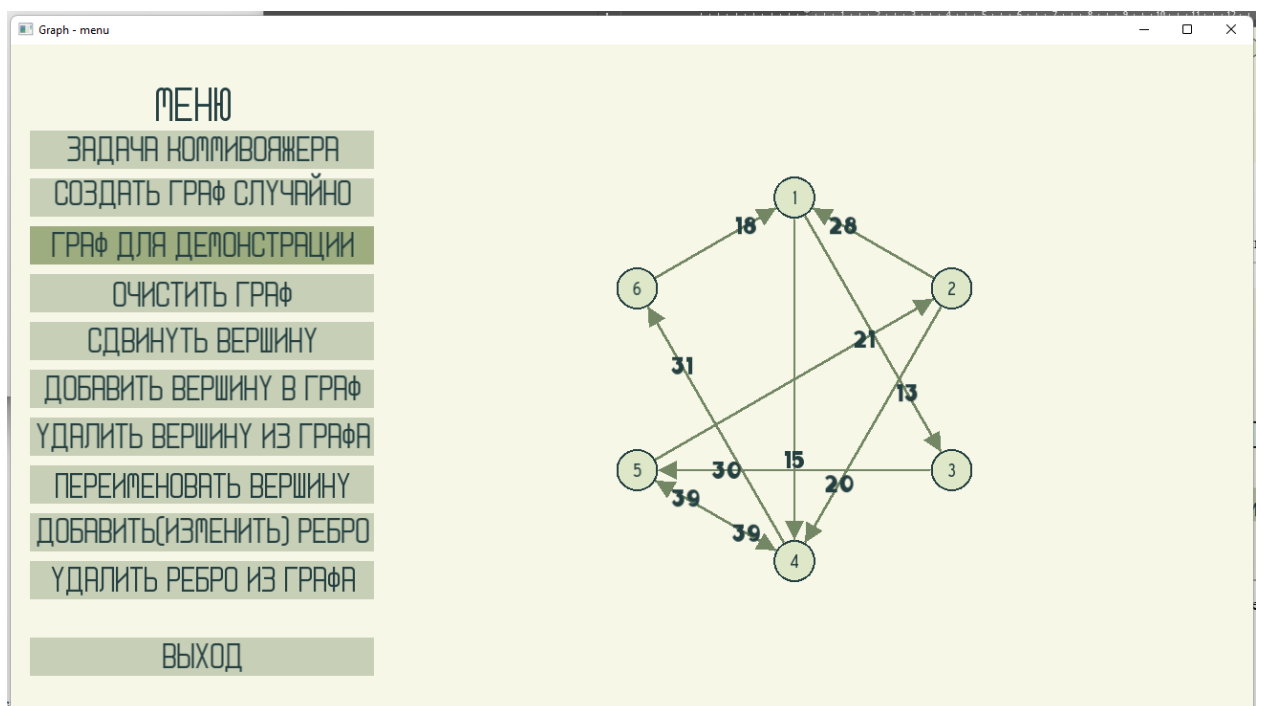 Graph - menu
МЕНЮ
ЗАДАЧА КОММИВОЯЖЕРА
СОЗДАТЬ ГРАФ СЛУЧАЙНО
ГРАФ ДЛЯ ДЕМОНСТРАЦИИ
ОЧИСТИТЬ ГРАФ
СДВИНУТЬ ВЕРШИНУ
ДОБАВИТЬ ВЕРШИНУ В ГРАФ
УДАЛИТЬ ВЕРШИНУ ИЗ ГРАФА
ПЕРЕИМЕНОВАТЬ ВЕРШИНУ
ДОБАВИТЬ(ИЗМЕНИТЬ) РЕБРО
УДАЛИТЬ РЕБРО ИЗ ГРАФА
ВЫХОД
1
18
28
6
2
21
31
13
15
5
30
3
20
39
39
4